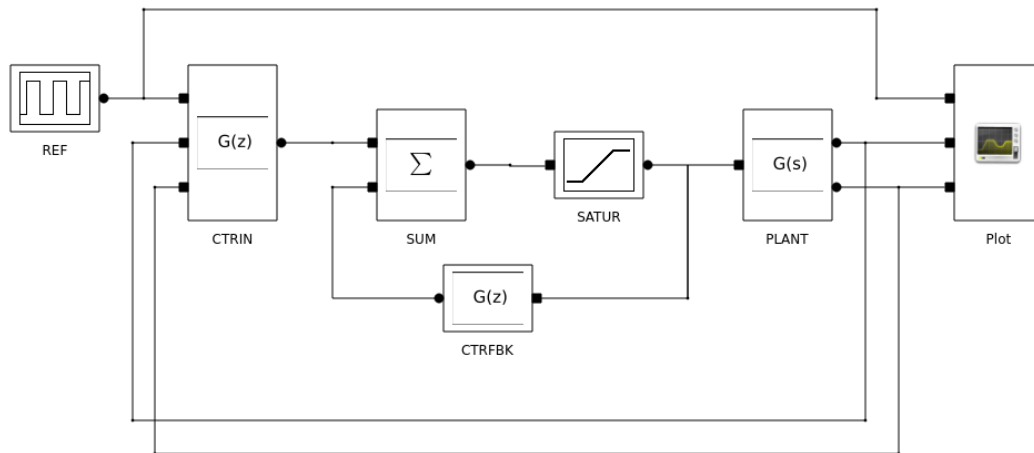 REF
G(z)
CTRIN
Σ
SUM
SATUR
G(s)
PLANT
Plot
G(z)
CTRFBK